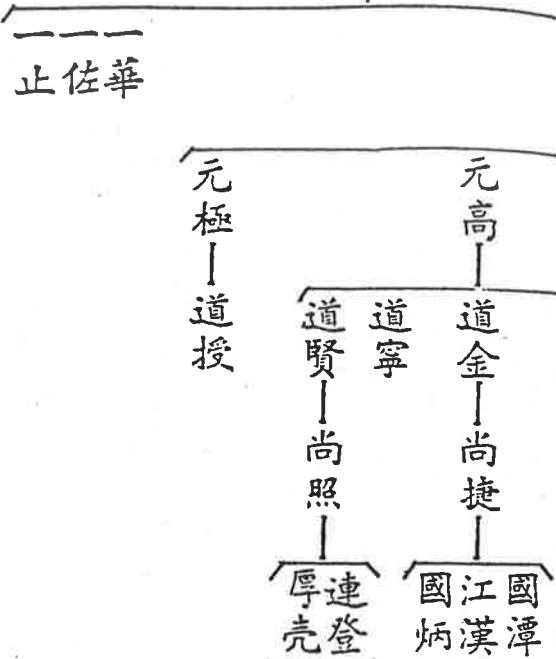 一華
一佐
一止
元高
元極
道金
道寧
道賢
道授
尚捷
尚照
國潭
江漢
國炳
連登
厚壳